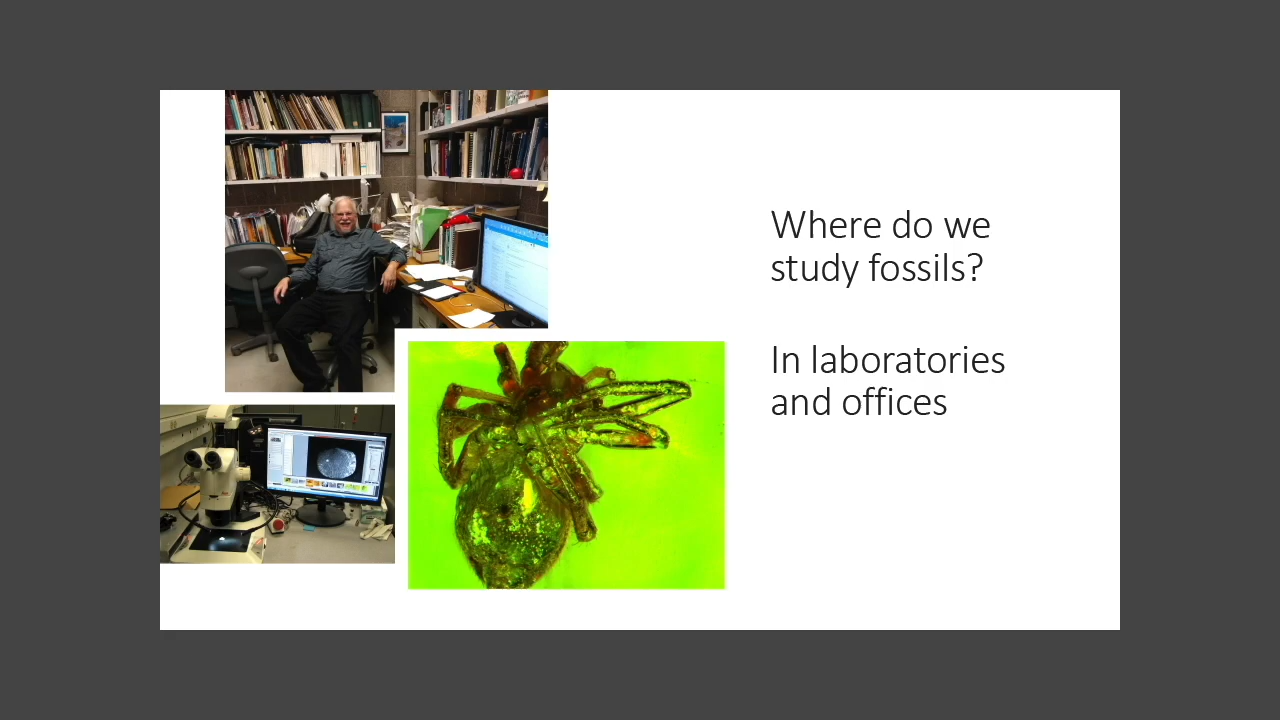 Where do we
study fossils?
In laboratories
and offices